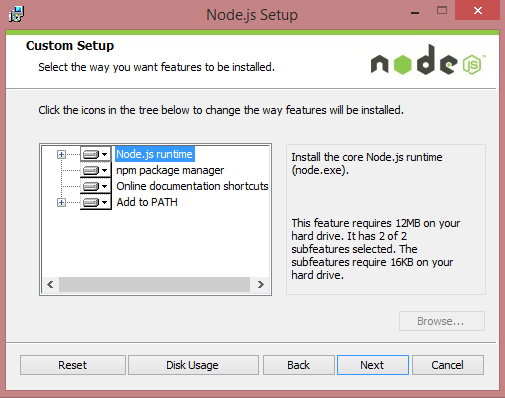 Node.js Setup
Custom Setup
Select the way you want features to be installed.
node
JS
Click the icons in the tree below to change the way features will be installed.
Node.js runtime
npm package manager
Online documentation shortcuts
Add to PATH
Install the core Node.js runtime
(node.exe).
This feature requires 12MB on your
hard drive. It has 2 of 2
subfeatures selected. The
subfeatures require 16KB on your
hard drive.
Browse...
Reset
Disk Usage
Back
Next
Cancel